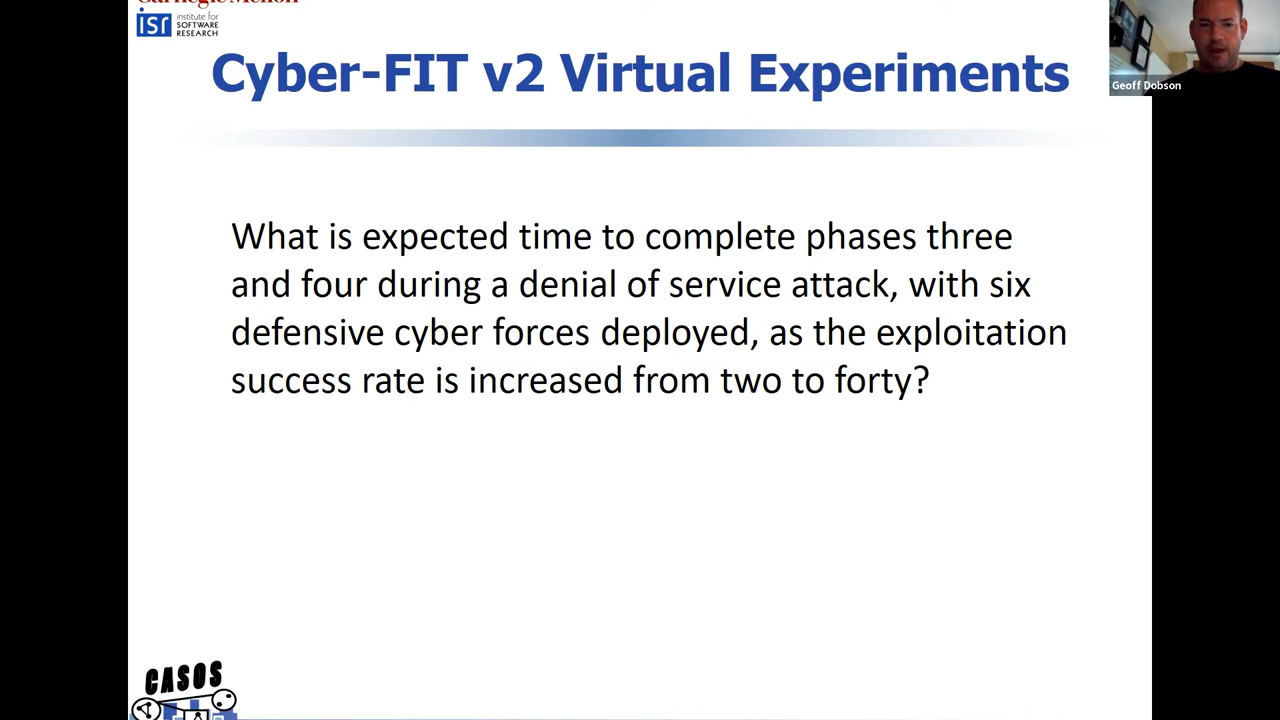 Carnegie Mellon
isr institute for
SOFTWARE
RESEARCH
Cyber-FIT v2 Virtual Experiments
Geoff Dobson
What is expected time to complete phases three
and four during a denial of service attack, with six
defensive cyber forces deployed, as the exploitation
success rate is increased from two to forty?
CASOS